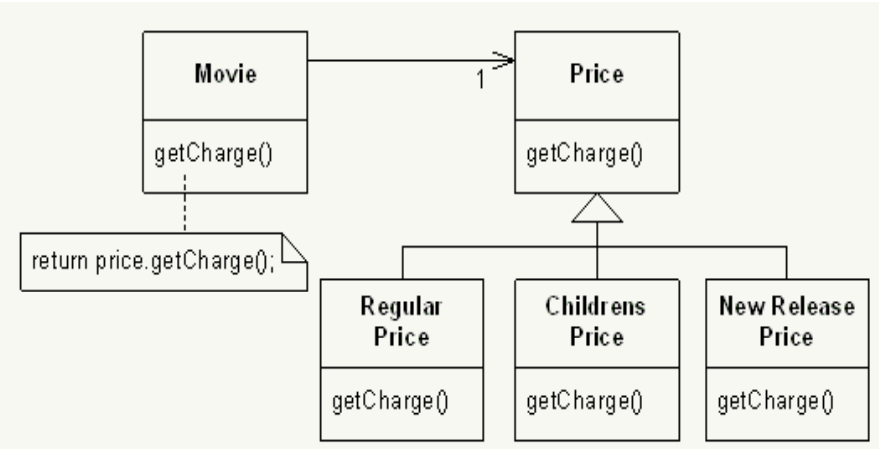 Movie
1
Price
getCharge()
getCharge()
return price.getCharge();
Regular
Price
Childrens
Price
New Release
Price
getCharge()
getCharge()
getCharge()